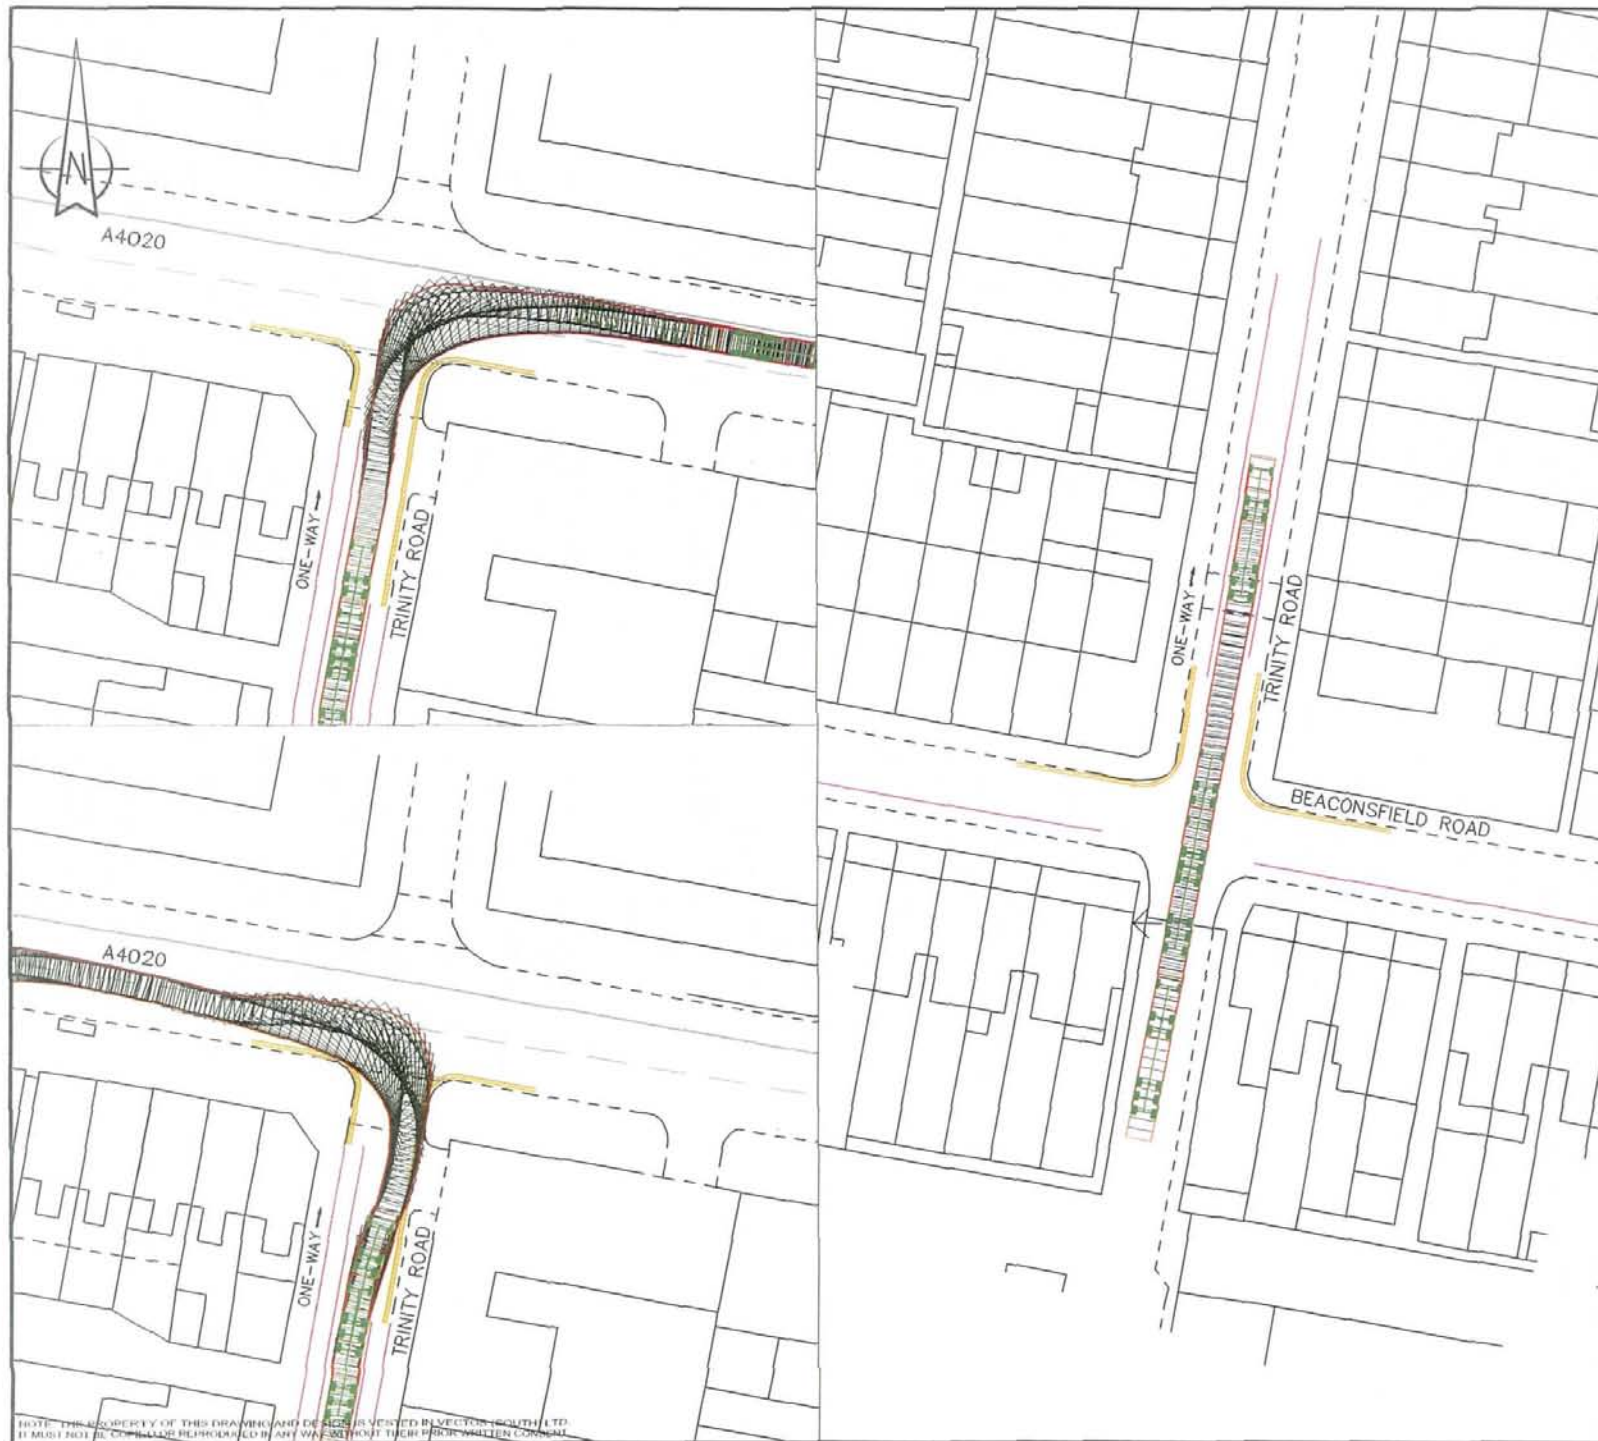 N
A4020
ONE-WAY
TRINITY ROAD
ONE-WAY
TRINITY ROAD
BEACONSFIELD ROAD
A4020
ONE-WAY
TRINITY ROAD
NOTE: THE PROPERTY OF THIS DRAWING AND DESIGN IS VESTED IN VECTOS (SOUTH) LTD.
IT MUST NOT BE COPIED OR REPRODUCED IN ANY WAY WITHOUT THEIR PRIOR WRITTEN CONSENT